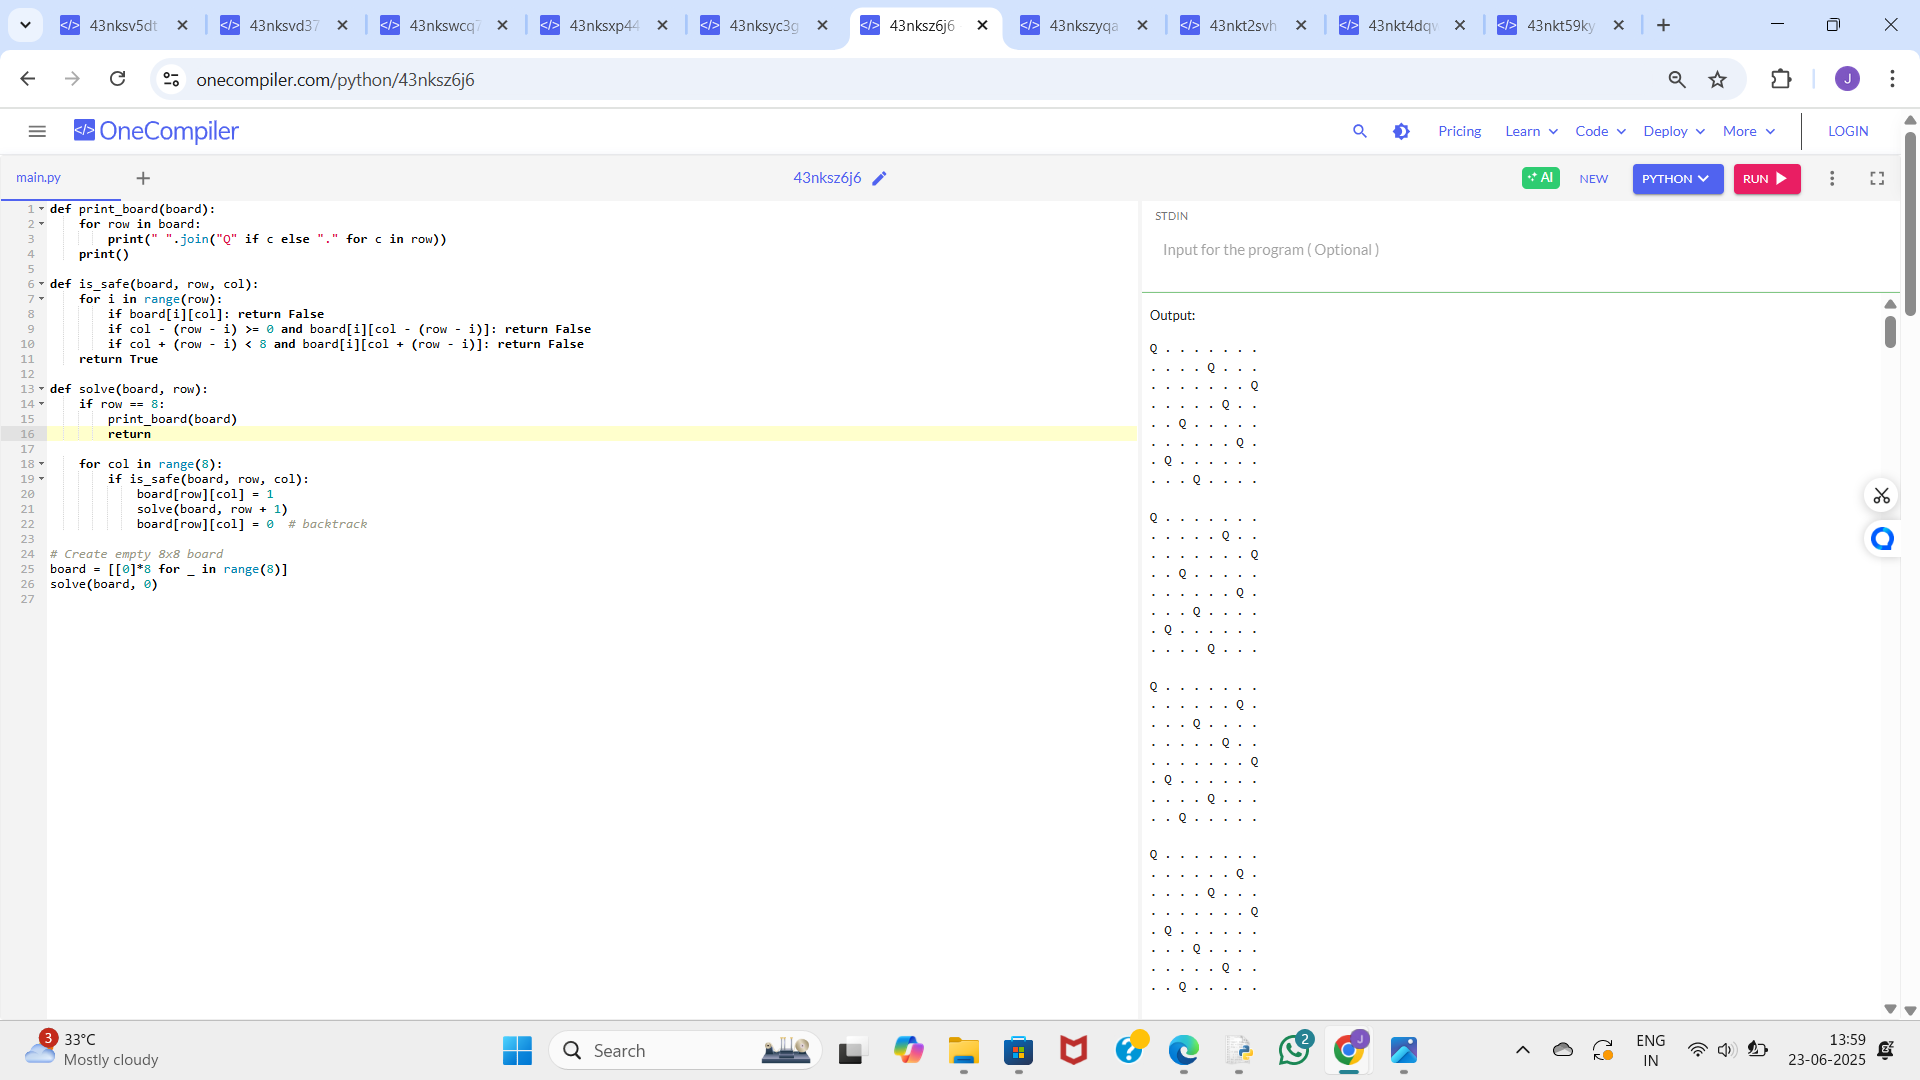 43nksv5dt
43nksvd37
43nkswcq7
43nksxp44
43nksyc3g
43nksz6j6
43nkszyqa
43nkt2svh
43nkt4dqw
43nkt59ky
onecompiler.com/python/43nksz6j6
J
</> OneCompiler
Pricing
Learn
Code
Deploy
More
LOGIN
main.py
43nksz6j6
AI
NEW
PYTHON
RUN
1 def print_board(board):
2     for row in board:
3         print(" ".join("Q" if c else "." for c in row))
4     print()
5
6 def is_safe(board, row, col):
7     for i in range(row):
8         if board[i][col]: return False
9         if col - (row - i) >= 0 and board[i][col - (row - i)]: return False
10         if col + (row - i) < 8 and board[i][col + (row - i)]: return False
11     return True
12
13 def solve(board, row):
14     if row == 8:
15         print_board(board)
16         return
17
18     for col in range(8):
19         if is_safe(board, row, col):
20             board[row][col] = 1
21             solve(board, row + 1)
22             board[row][col] = 0  # backtrack
23
24 # Create empty 8x8 board
25 board = [[0]*8 for _ in range(8)]
26 solve(board, 0)
27
STDIN
Input for the program ( Optional )
Output:
Q . . . . . . .
. . . . Q . . .
. . . . . . . Q
. . . . . Q . .
. . Q . . . . .
. . . . . . Q .
. Q . . . . . .
. . . Q . . . .
Q . . . . . . .
. . . . . Q . .
. . . . . . . Q
. . Q . . . . .
. . . . . . Q .
. . . Q . . . .
. Q . . . . . .
. . . . Q . . .
Q . . . . . . .
. . . . . . Q .
. . . Q . . . .
. . . . . Q . .
. . . . . . . Q
. Q . . . . . .
. . . . Q . . .
. . Q . . . . .
Q . . . . . . .
. . . . . . Q .
. . . . Q . . .
. . . . . . . Q
. Q . . . . . .
. . . Q . . . .
. . . . . Q . .
. . Q . . . . .
3
33°C
Mostly cloudy
Search
2
J
ENG
IN
13:59
23-06-2025